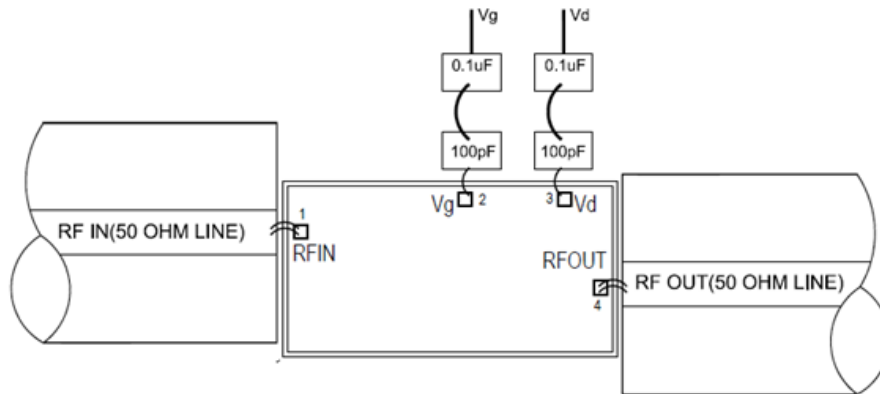 Vg Vd
0.1uF 0.1uF
100pF 100pF
Vg 2 3 Vd
1
RF IN(50 OHM LINE)
RFIN
RFOUT
RF OUT(50 OHM LINE)
4